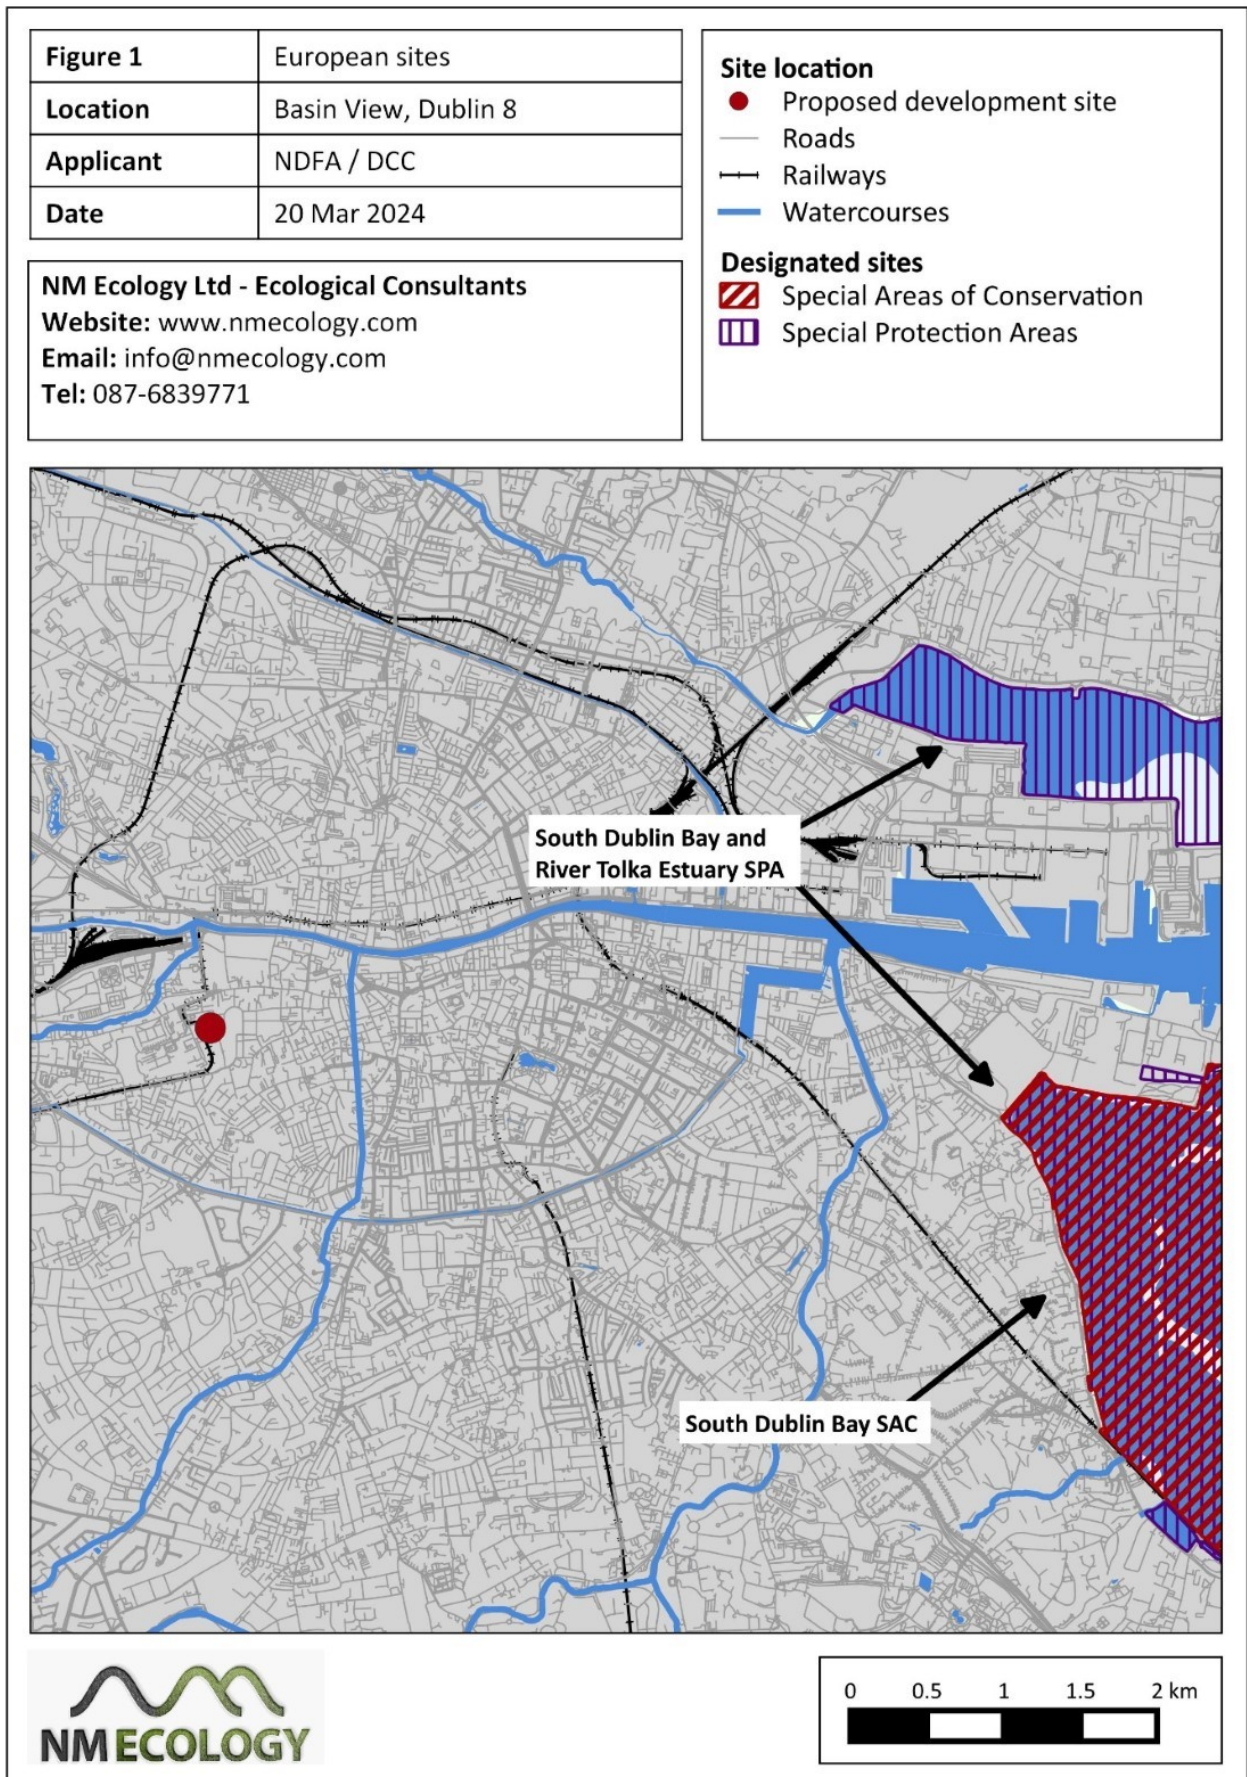 Figure 1 European sites
Location Basin View, Dublin 8
Applicant NDFA / DCC
Date 20 Mar 2024
NM Ecology Ltd - Ecological Consultants
Website: www.nmecology.com
Email: info@nmecology.com
Tel: 087-6839771
Site location
Proposed development site
Roads
Railways
Watercourses
Designated sites
Special Areas of Conservation
Special Protection Areas
South Dublin Bay and
River Tolka Estuary SPA
South Dublin Bay SAC
NM ECOLOGY
0 0.5 1 1.5 2 km